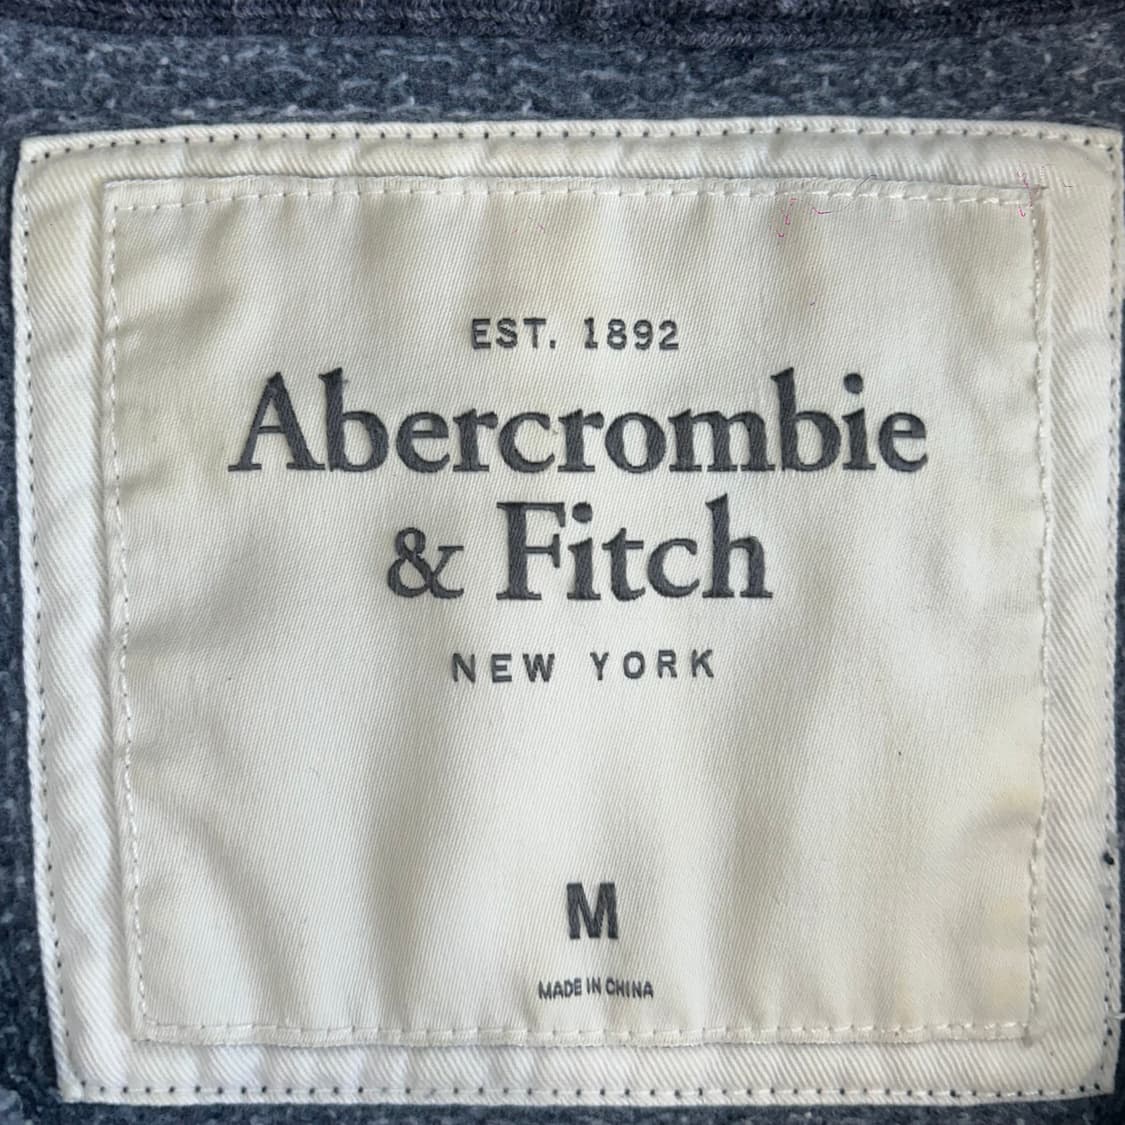 EST. 1892
Abercrombie
& Fitch
NEW YORK
M
MADE IN CHINA